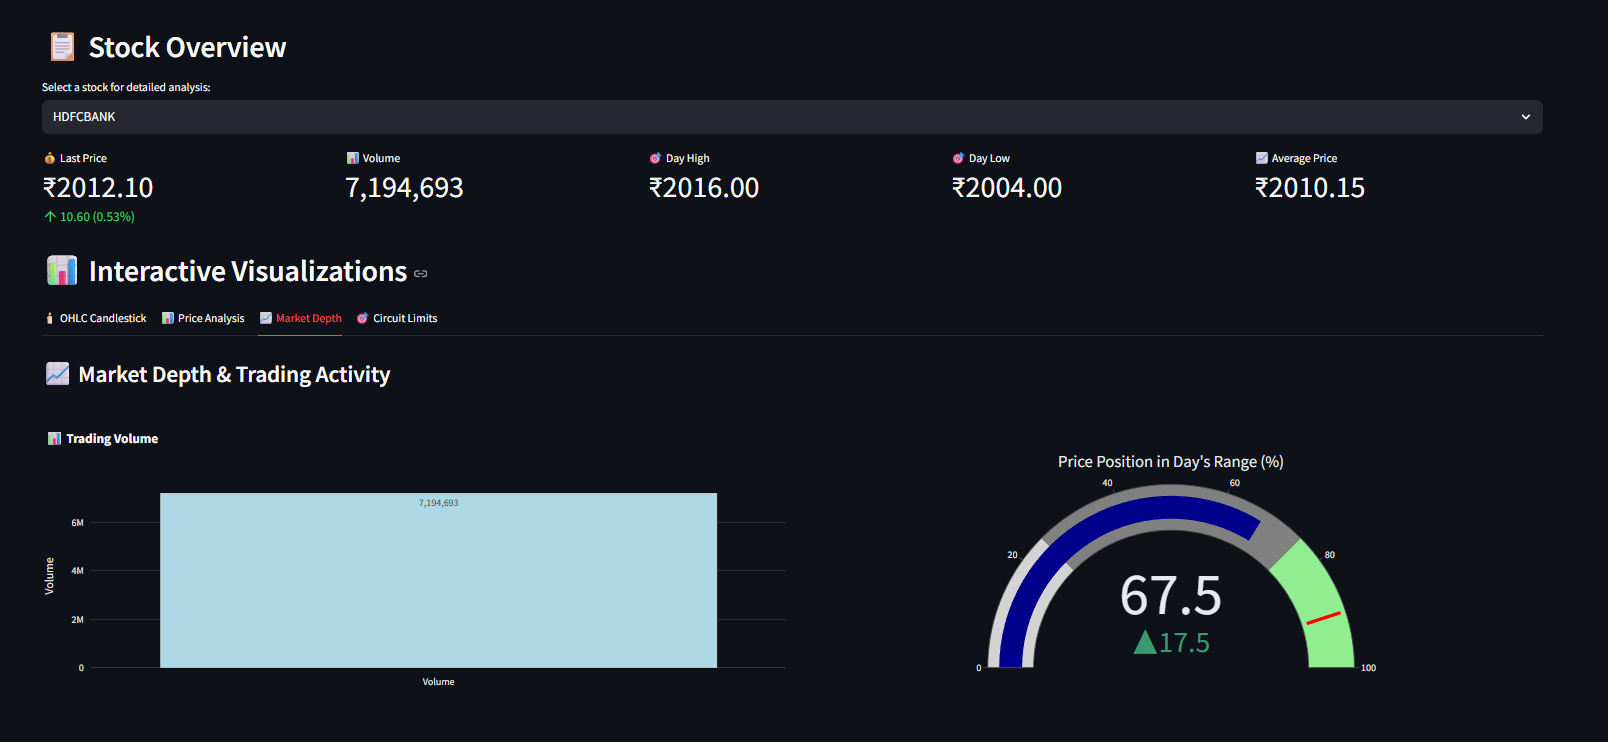 Stock Overview
Select a stock for detailed analysis:
HDFCBANK
Last Price
₹2012.10
↑ 10.60 (0.53%)
Volume
7,194,693
Day High
₹2016.00
Day Low
₹2004.00
Average Price
₹2010.15
Interactive Visualizations
OHLC Candlestick Price Analysis Market Depth Circuit Limits
Market Depth & Trading Activity
Trading Volume
7,194,693
6M
4M
2M
0
Volume
Volume
Price Position in Day's Range (%)
0
20
40
60
80
100
67.5
▲17.5